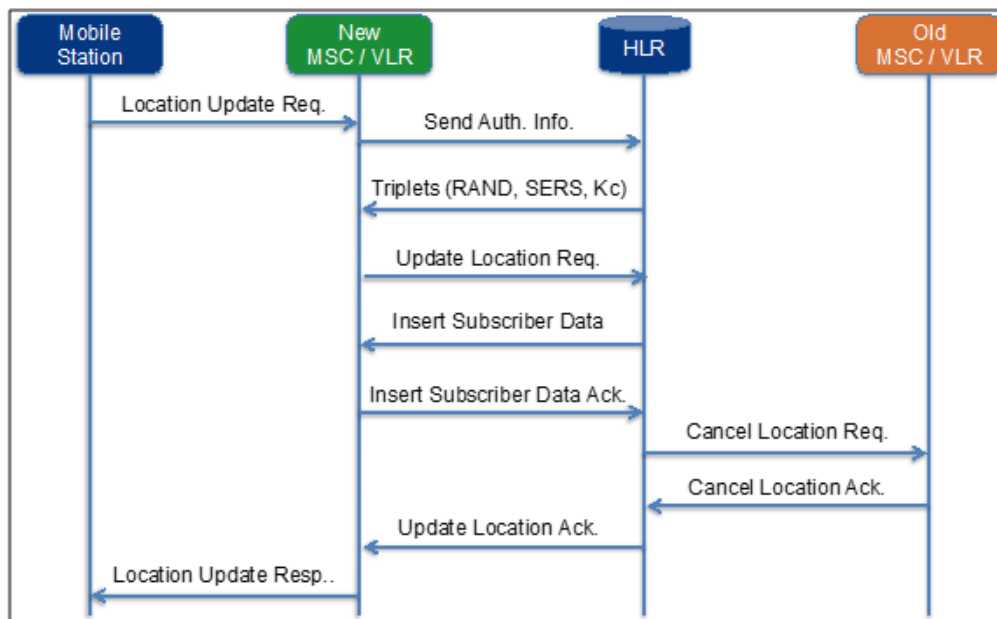 Mobile
Station
New
MSC / VLR
HLR
Old
MSC / VLR
Location Update Req.
Send Auth. Info.
Triplets (RAND, SERS, Kc)
Update Location Req.
Insert Subscriber Data
Insert Subscriber Data Ack.
Cancel Location Req.
Cancel Location Ack.
Update Location Ack.
Location Update Resp..